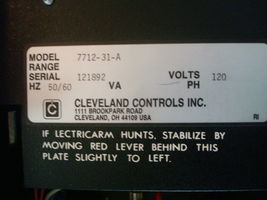 MODEL 7712-31-A
RANGE
SERIAL 121892 VOLTS 120
HZ 50/60 VA PH
C CLEVELAND CONTROLS INC.
1111 BROOKPARK ROAD
CLEVELAND, OH 44109 USA
RI
IF LECTRICARM HUNTS, STABILIZE BY
MOVING RED LEVER BEHIND THIS
PLATE SLIGHTLY TO LEFT.